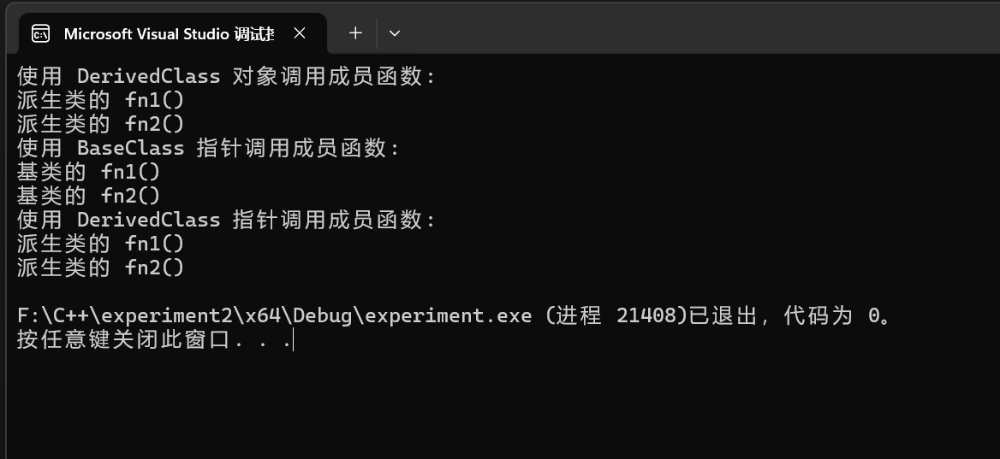 Microsoft Visual Studio 调试
使用 DerivedClass 对象调用成员函数:
派生类的 fn1()
派生类的 fn2()
使用 BaseClass 指针调用成员函数:
基类的 fn1()
基类的 fn2()
使用 DerivedClass 指针调用成员函数:
派生类的 fn1()
派生类的 fn2()
F:\C++\experiment2\x64\Debug\experiment.exe (进程 21408)已退出，代码为 0。
按任意键关闭此窗口. . .